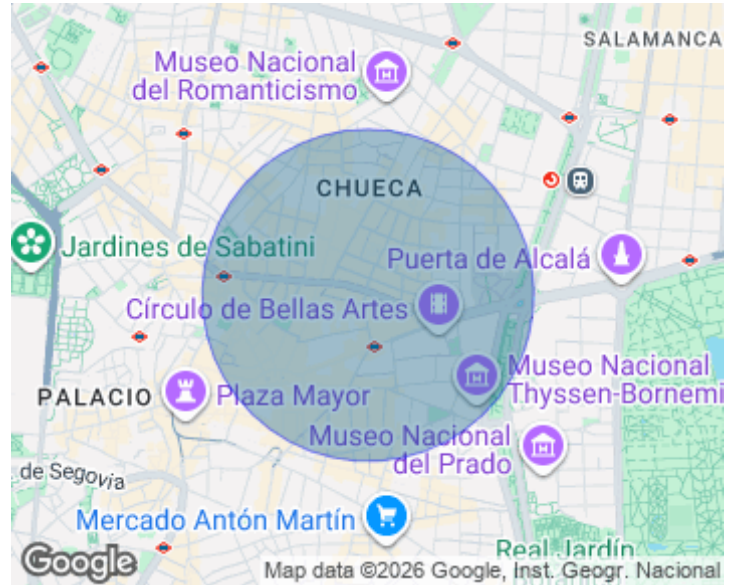 SALAMANCA
Museo Nacional
del Romanticismo
CHUECA
Jardines de Sabatini
Puerta de Alcalá
Círculo de Bellas Artes
PALACIO
Plaza Mayor
Museo Nacional
Thyssen-Bornemi
Museo Nacional
del Prado
de Segovia
Mercado Antón Martín
Real Jardín
Google
Map data ©2026 Google, Inst. Geogr. Nacional